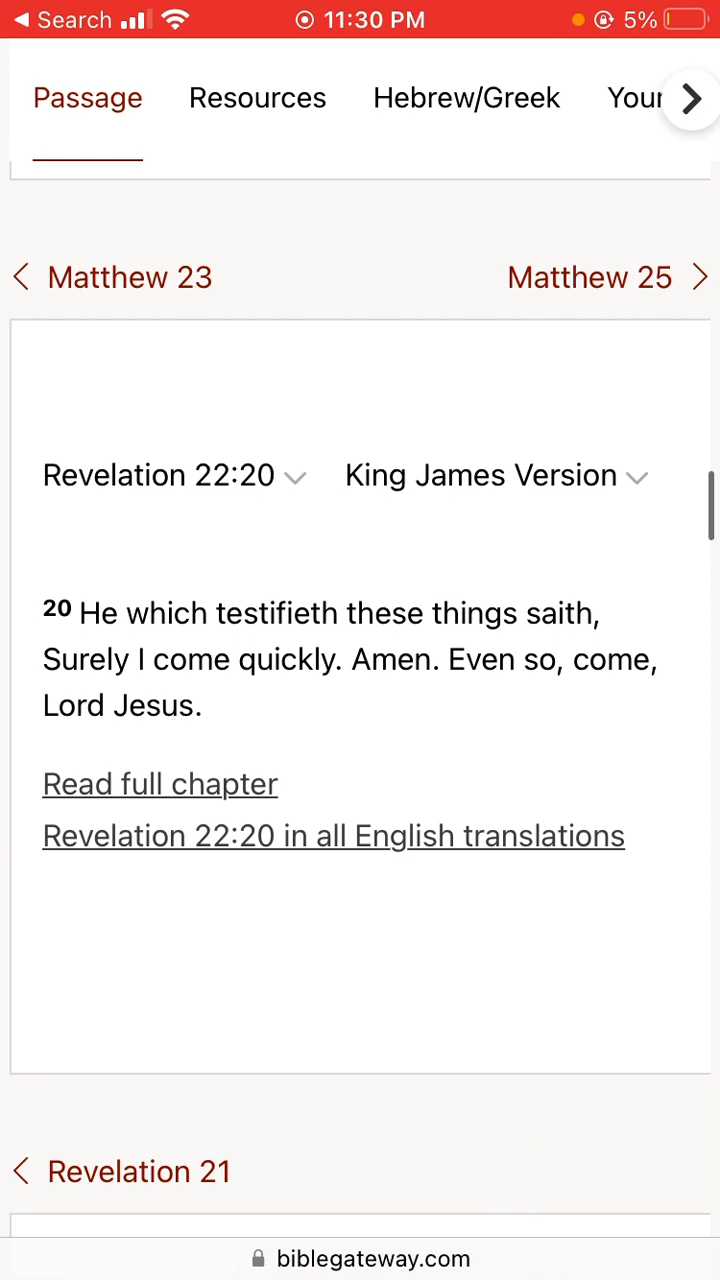 Search 11:30 PM 5%
Passage Resources Hebrew/Greek Your
Matthew 23 Matthew 25
Revelation 22:20 King James Version
20 He which testifieth these things saith,
Surely I come quickly. Amen. Even so, come,
Lord Jesus.
Read full chapter
Revelation 22:20 in all English translations
Revelation 21
biblegateway.com